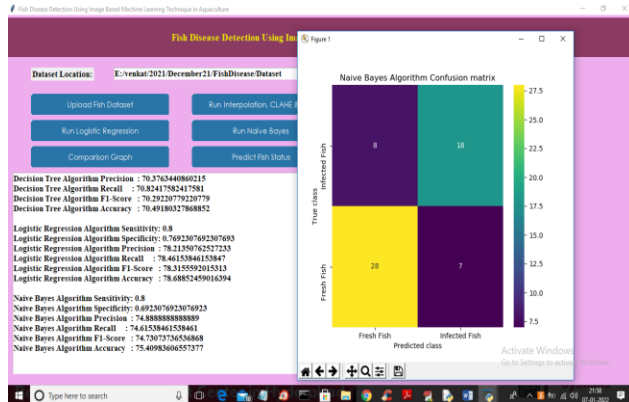 Fish Disease Detection Using Image Based Machine Learning Technique in Aquaculture
Fish Disease Detection Using Im
Dataset Location:
E:/venkat/2021/December21/FishDisease/Dataset
Upload Fish Dataset
Run Interpolation, CLAHE &
Run Logistic Regression
Run Naive Bayes
Comparison Graph
Predict Fish Status
Decision Tree Algorithm Precision : 70.3763440860215
Decision Tree Algorithm Recall : 70.82417582417581
Decision Tree Algorithm F1-Score : 70.29220779220779
Decision Tree Algorithm Accuracy : 70.49180327868852
Logistic Regression Algorithm Sensitivity: 0.8
Logistic Regression Algorithm Specificity: 0.7692307692307693
Logistic Regression Algorithm Precision : 78.21350762527233
Logistic Regression Algorithm Recall : 78.46153846153847
Logistic Regression Algorithm F1-Score : 78.3155592015313
Logistic Regression Algorithm Accuracy : 78.68852459016394
Naive Bayes Algorithm Sensitivity: 0.8
Naive Bayes Algorithm Specificity: 0.6923076923076923
Naive Bayes Algorithm Precision : 74.8888888888889
Naive Bayes Algorithm Recall : 74.61538461538461
Naive Bayes Algorithm F1-Score : 74.73073736536868
Naive Bayes Algorithm Accuracy : 75.40983606557377
Figure 1
Naive Bayes Algorithm Confusion matrix
True class
Infected Fish
Fresh Fish
8
18
28
7
Fresh Fish
Infected Fish
Predicted class
27.5
25.0
22.5
20.0
17.5
15.0
12.5
10.0
7.5
Activate Windows
Go to Settings to activate Windows.
Type here to search
21:50
07-01-2022